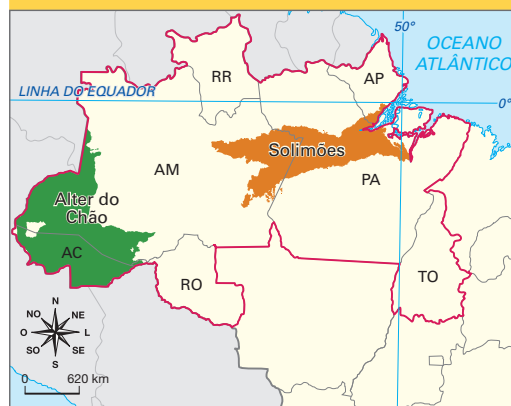 50°
OCEANO
ATLÂNTICO
RR
AP
LINHA DO EQUADOR
0°
Solimões
AM
PA
Alter do
Chão
AC
RO
TO
N
NO
NE
O
L
SO
SE
S
0
620 km